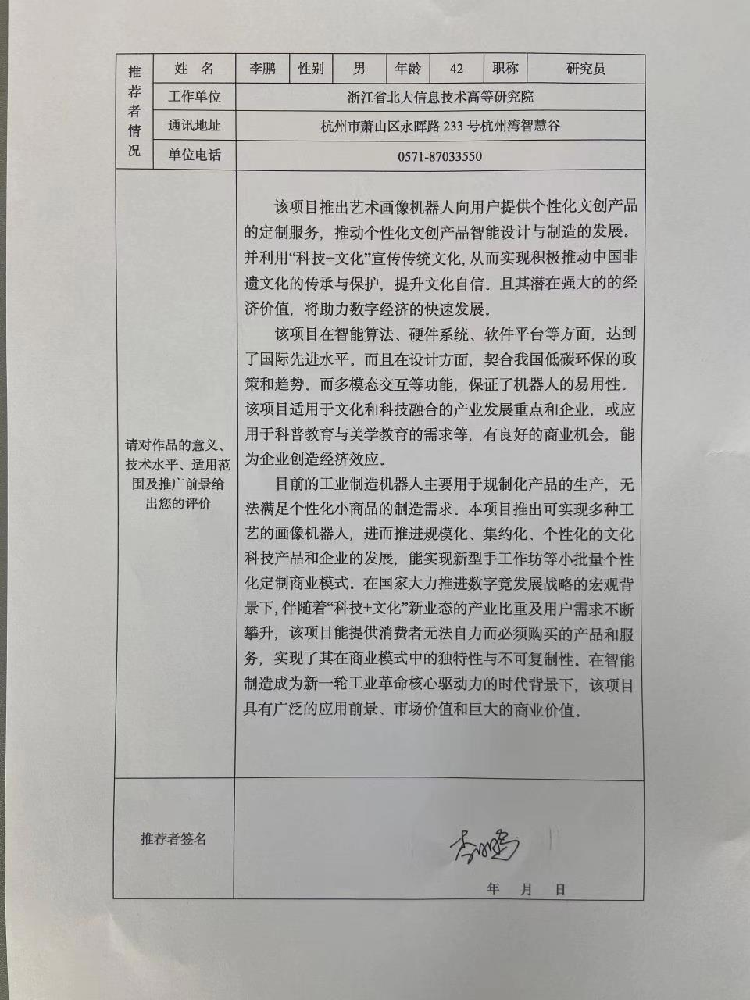 推荐者情况 姓 名 李鹏 性别 男 年龄 42 职称 研究员
工作单位 浙江省北大信息技术高等研究院
通讯地址 杭州市萧山区永晖路 233 号杭州湾智慧谷
单位电话 0571-87033550
请对作品的意义、
技术水平、适用范
围及推广前景给
出您的评价
该项目推出艺术画像机器人向用户提供个性化文创产品
的定制服务，推动个性化文创产品智能设计与制造的发展。
并利用“科技+文化”宣传传统文化,从而实现积极推动中国非
遗文化的传承与保护，提升文化自信。且其潜在强大的的经
济价值，将助力数字经济的快速发展。
该项目在智能算法、硬件系统、软件平台等方面，达到
了国际先进水平。而且在设计方面，契合我国低碳环保的政
策和趋势。而多模态交互等功能，保证了机器人的易用性。
该项目适用于文化和科技融合的产业发展重点和企业，或应
用于科普教育与美学教育的需求等，有良好的商业机会，能
为企业创造经济效应。
目前的工业制造机器人主要用于规制化产品的生产，无
法满足个性化小商品的制造需求。本项目推出可实现多种工
艺的画像机器人，进而推进规模化、集约化、个性化的文化
科技产品和企业的发展，能实现新型手工作坊等小批量个性
化定制商业模式。在国家大力推进数字竞发展战略的宏观背
景下,伴随着“科技+文化”新业态的产业比重及用户需求不断
攀升，该项目能提供消费者无法自力而必须购买的产品和服
务，实现了其在商业模式中的独特性与不可复制性。在智能
制造成为新一轮工业革命核心驱动力的时代背景下，该项目
具有广泛的应用前景、市场价值和巨大的商业价值。
推荐者签名
李鹏
年 月 日